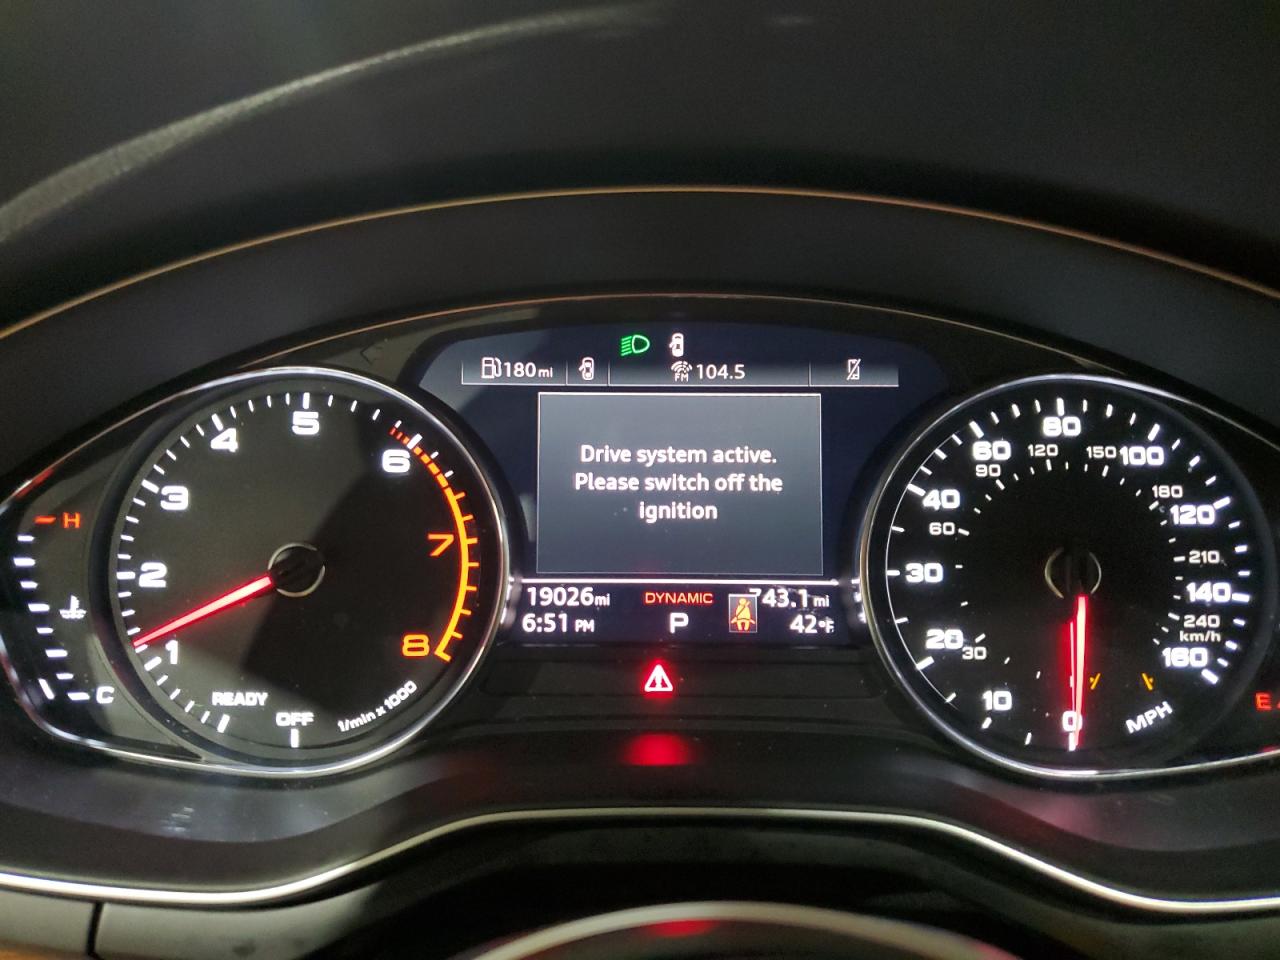 180mi
FM 104.5
Drive system active.
Please switch off the
ignition
19026mi
DYNAMIC
743.1mi
6:51 PM
P
42°F
H
C
1
2
3
4
5
6
7
8
READY
OFF
1/min x 1000
0
10
20
30
40
60
80
100
120
140
160
MPH
30
60
90
120
150
180
210
240
km/h
E